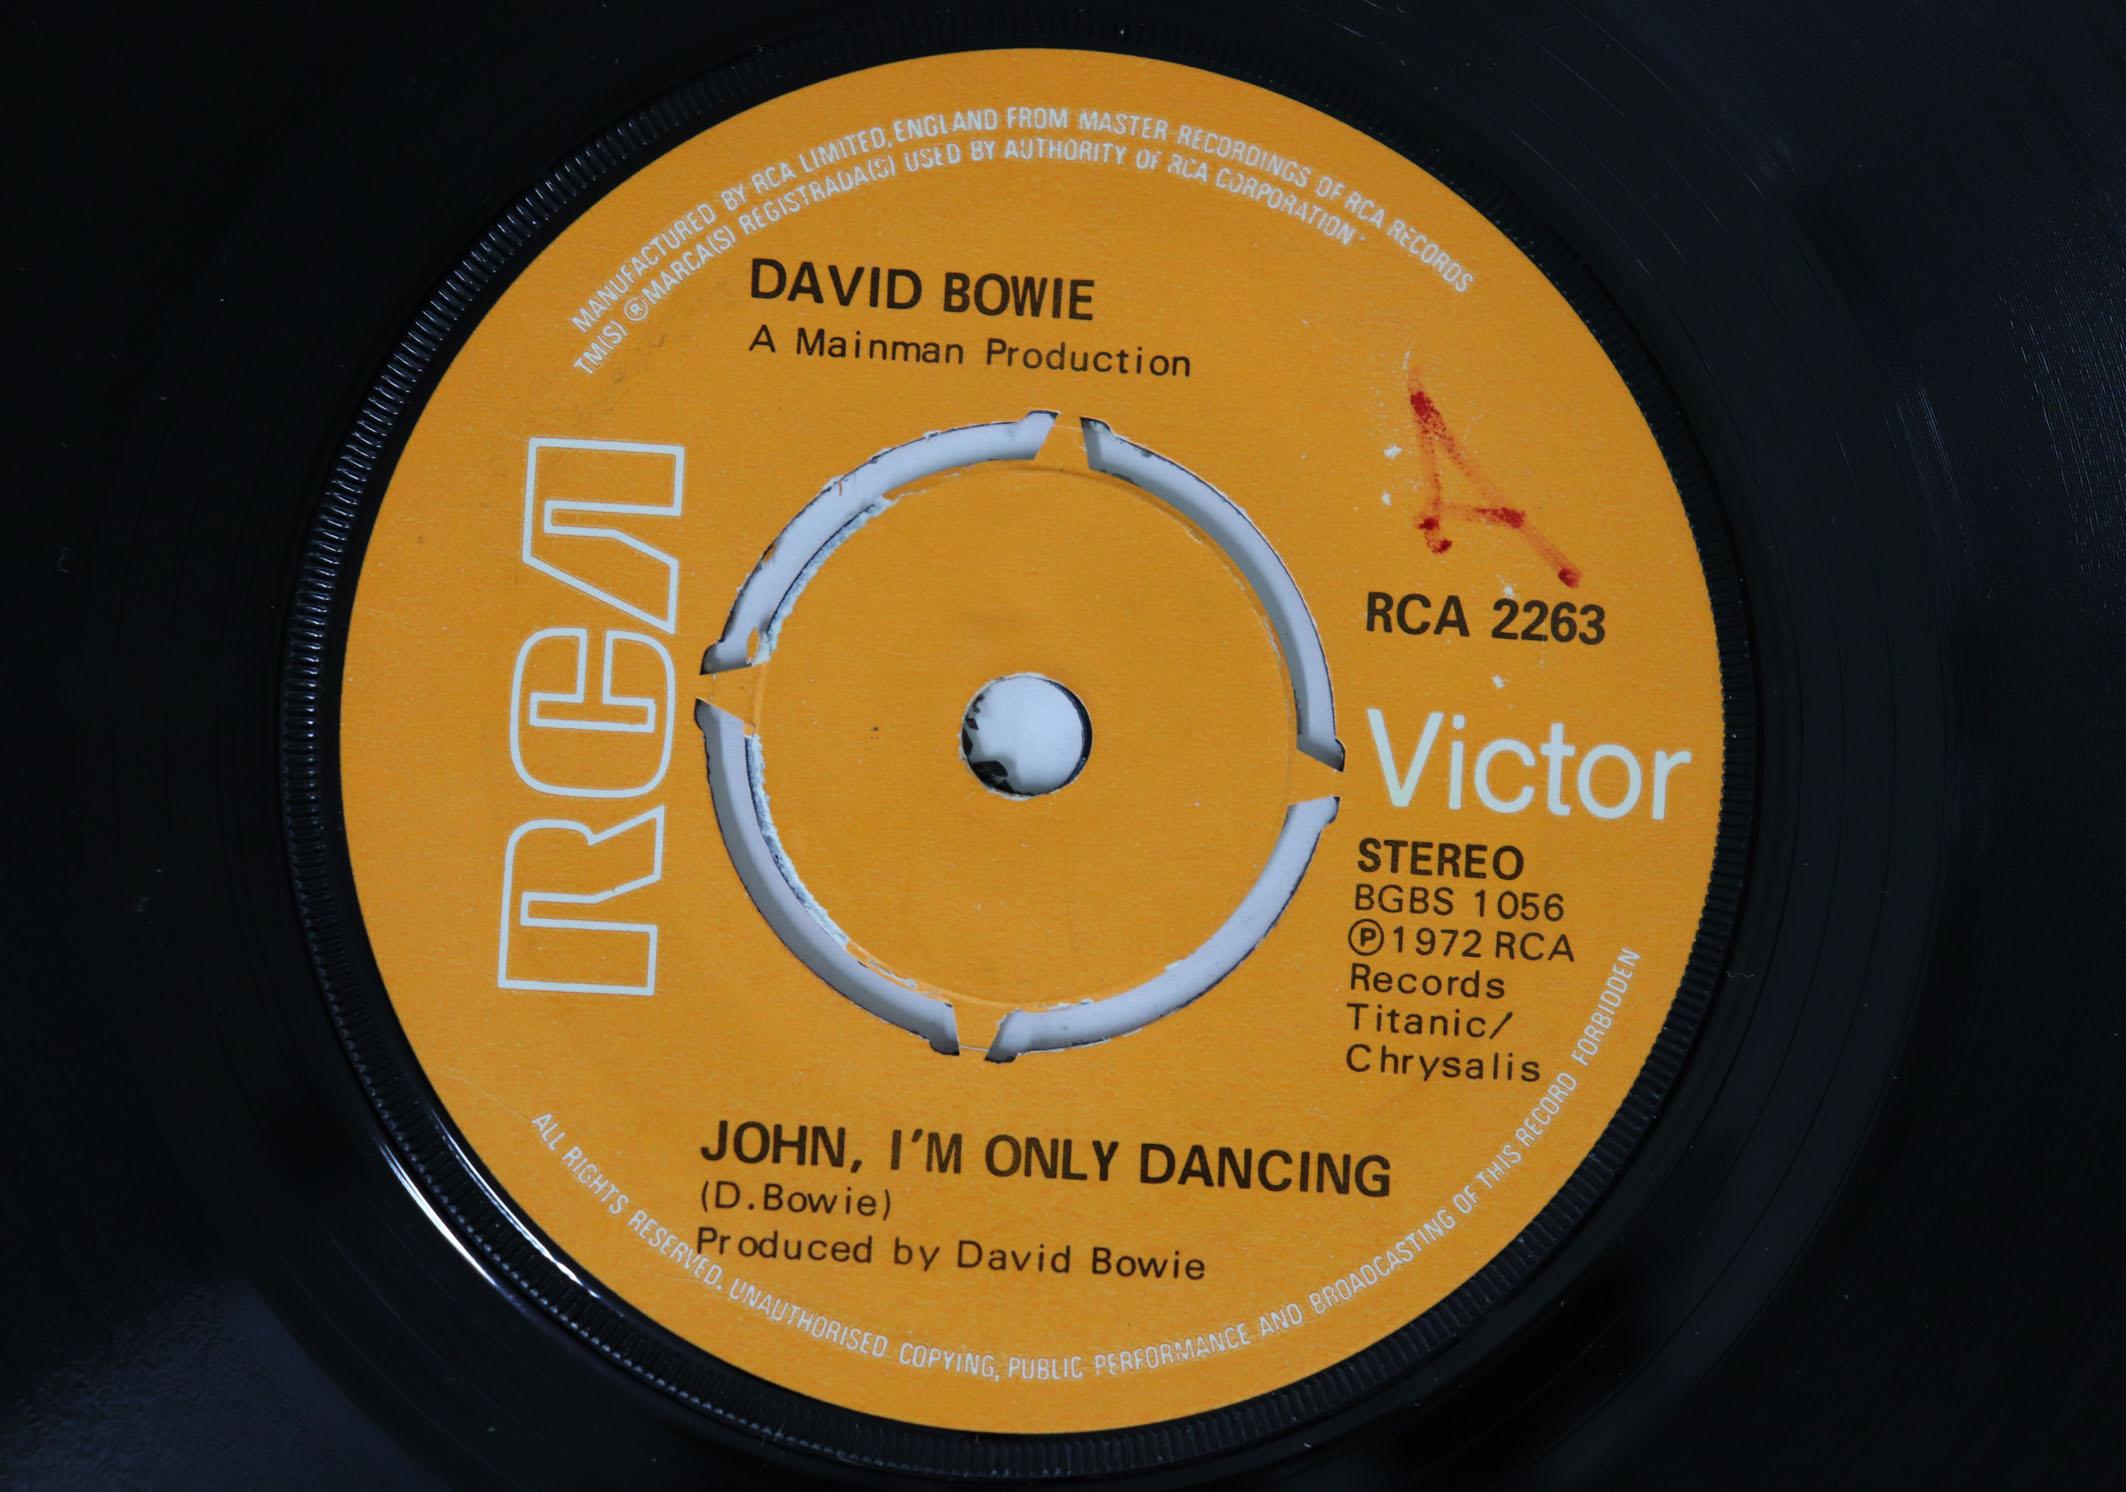 MANUFACTURED BY RCA LIMITED, ENGLAND FROM MASTER RECORDINGS OF RCA RECORDS
TM(S) ® MARCA(S) REGISTRADA(S) USED BY AUTHORITY OF RCA CORPORATION
DAVID BOWIE
A Mainman Production
A
RCA
RCA 2263
Victor
STEREO
BGBS 1056
Ⓟ1972 RCA
Records
Titanic/
Chrysalis
JOHN, I'M ONLY DANCING
(D.Bowie)
Produced by David Bowie
ALL RIGHTS RESERVED. UNAUTHORISED COPYING, PUBLIC PERFORMANCE AND BROADCASTING OF THIS RECORD FORBIDDEN